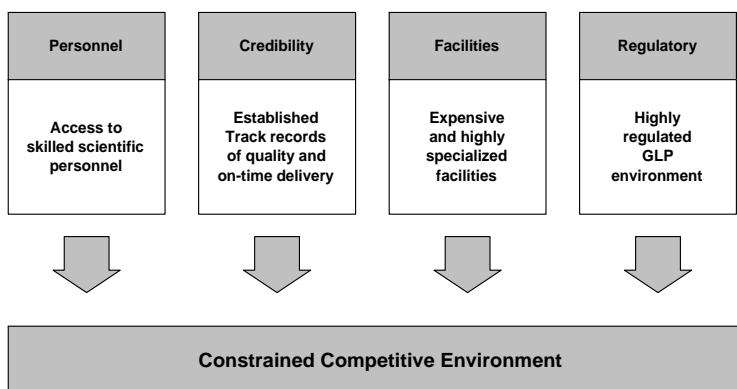 Personnel
Access to
skilled scientific
personnel
Credibility
Established
Track records
of quality and
on-time delivery
Facilities
Expensive
and highly
specialized
facilities
Regulatory
Highly
regulated
GLP
environment
Constrained Competitive Environment